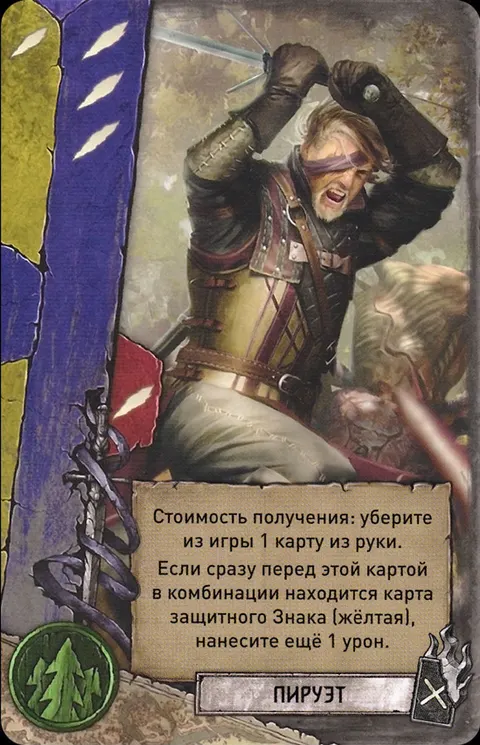 Стоимость получения: уберите
из игры 1 карту из руки.
Если сразу перед этой картой
в комбинации находится карта
защитного Знака (жёлтая),
нанесите ещё 1 урон.
ПИРУЭТ